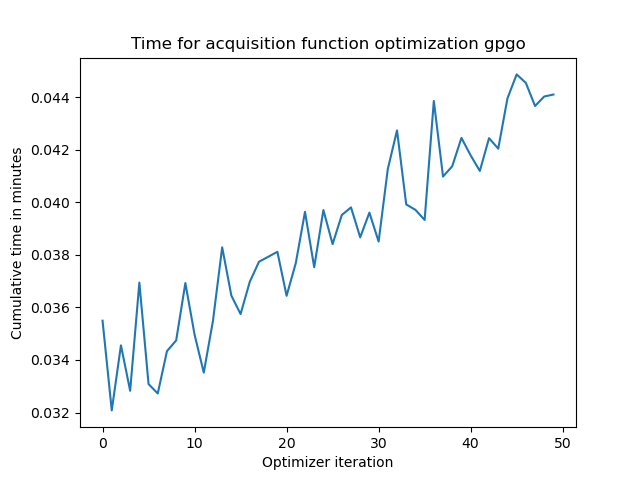 Time for acquisition function optimization gpgo
Cumulative time in minutes
0.044
0.042
0.040
0.038
0.036
0.034
0.032
0 10 20 30 40 50
Optimizer iteration